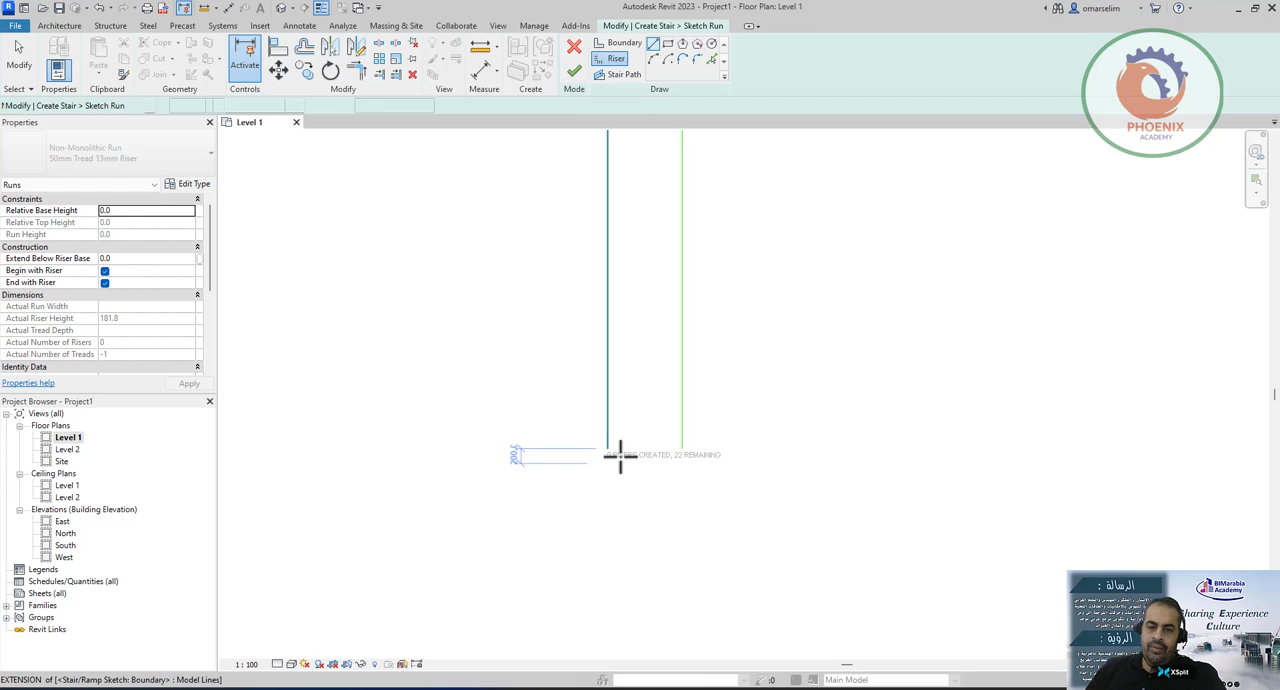 Autodesk Revit 2023 - Project1 - Floor Plan: Level 1
omarselim
File
Architecture
Structure
Steel
Precast
Systems
Insert
Annotate
Analyze
Massing & Site
Collaborate
View
Manage
Add-Ins
Modify | Create Stair > Sketch Run
Modify
Paste
Cope
Cut
Join
Activate
Boundary
Riser
Stair Path
Select
Properties
Clipboard
Geometry
Controls
Modify
View
Measure
Create
Mode
Draw
Modify | Create Stair > Sketch Run
PHOENIX
ACADEMY
Properties
Level 1
Non-Monolithic Run
50mm Tread 13mm Riser
Runs
Edit Type
Constraints
Relative Base Height 0.0
Relative Top Height 0.0
Run Height 0.0
Construction
Extend Below Riser Base 0.0
Begin with Riser
End with Riser
Dimensions
Actual Run Width
Actual Riser Height 181.8
Actual Tread Depth
Actual Number of Risers 0
Actual Number of Treads -1
Identity Data
Properties help
Apply
Project Browser - Project1
Views (all)
Floor Plans
Level 1
Level 2
Site
Ceiling Plans
Level 1
Level 2
Elevations (Building Elevation)
East
North
South
West
Legends
Schedules/Quantities (all)
Sheets (all)
Families
Groups
Revit Links
CREATED, 22 REMAINING
1 : 100
EXTENSION of [<Stair/Ramp Sketch: Boundary> : Model Lines]
:0
Main Model
الرسالة :
BIMarabia
Academy
Sharing Experience
Culture
الرؤية :
XSplit